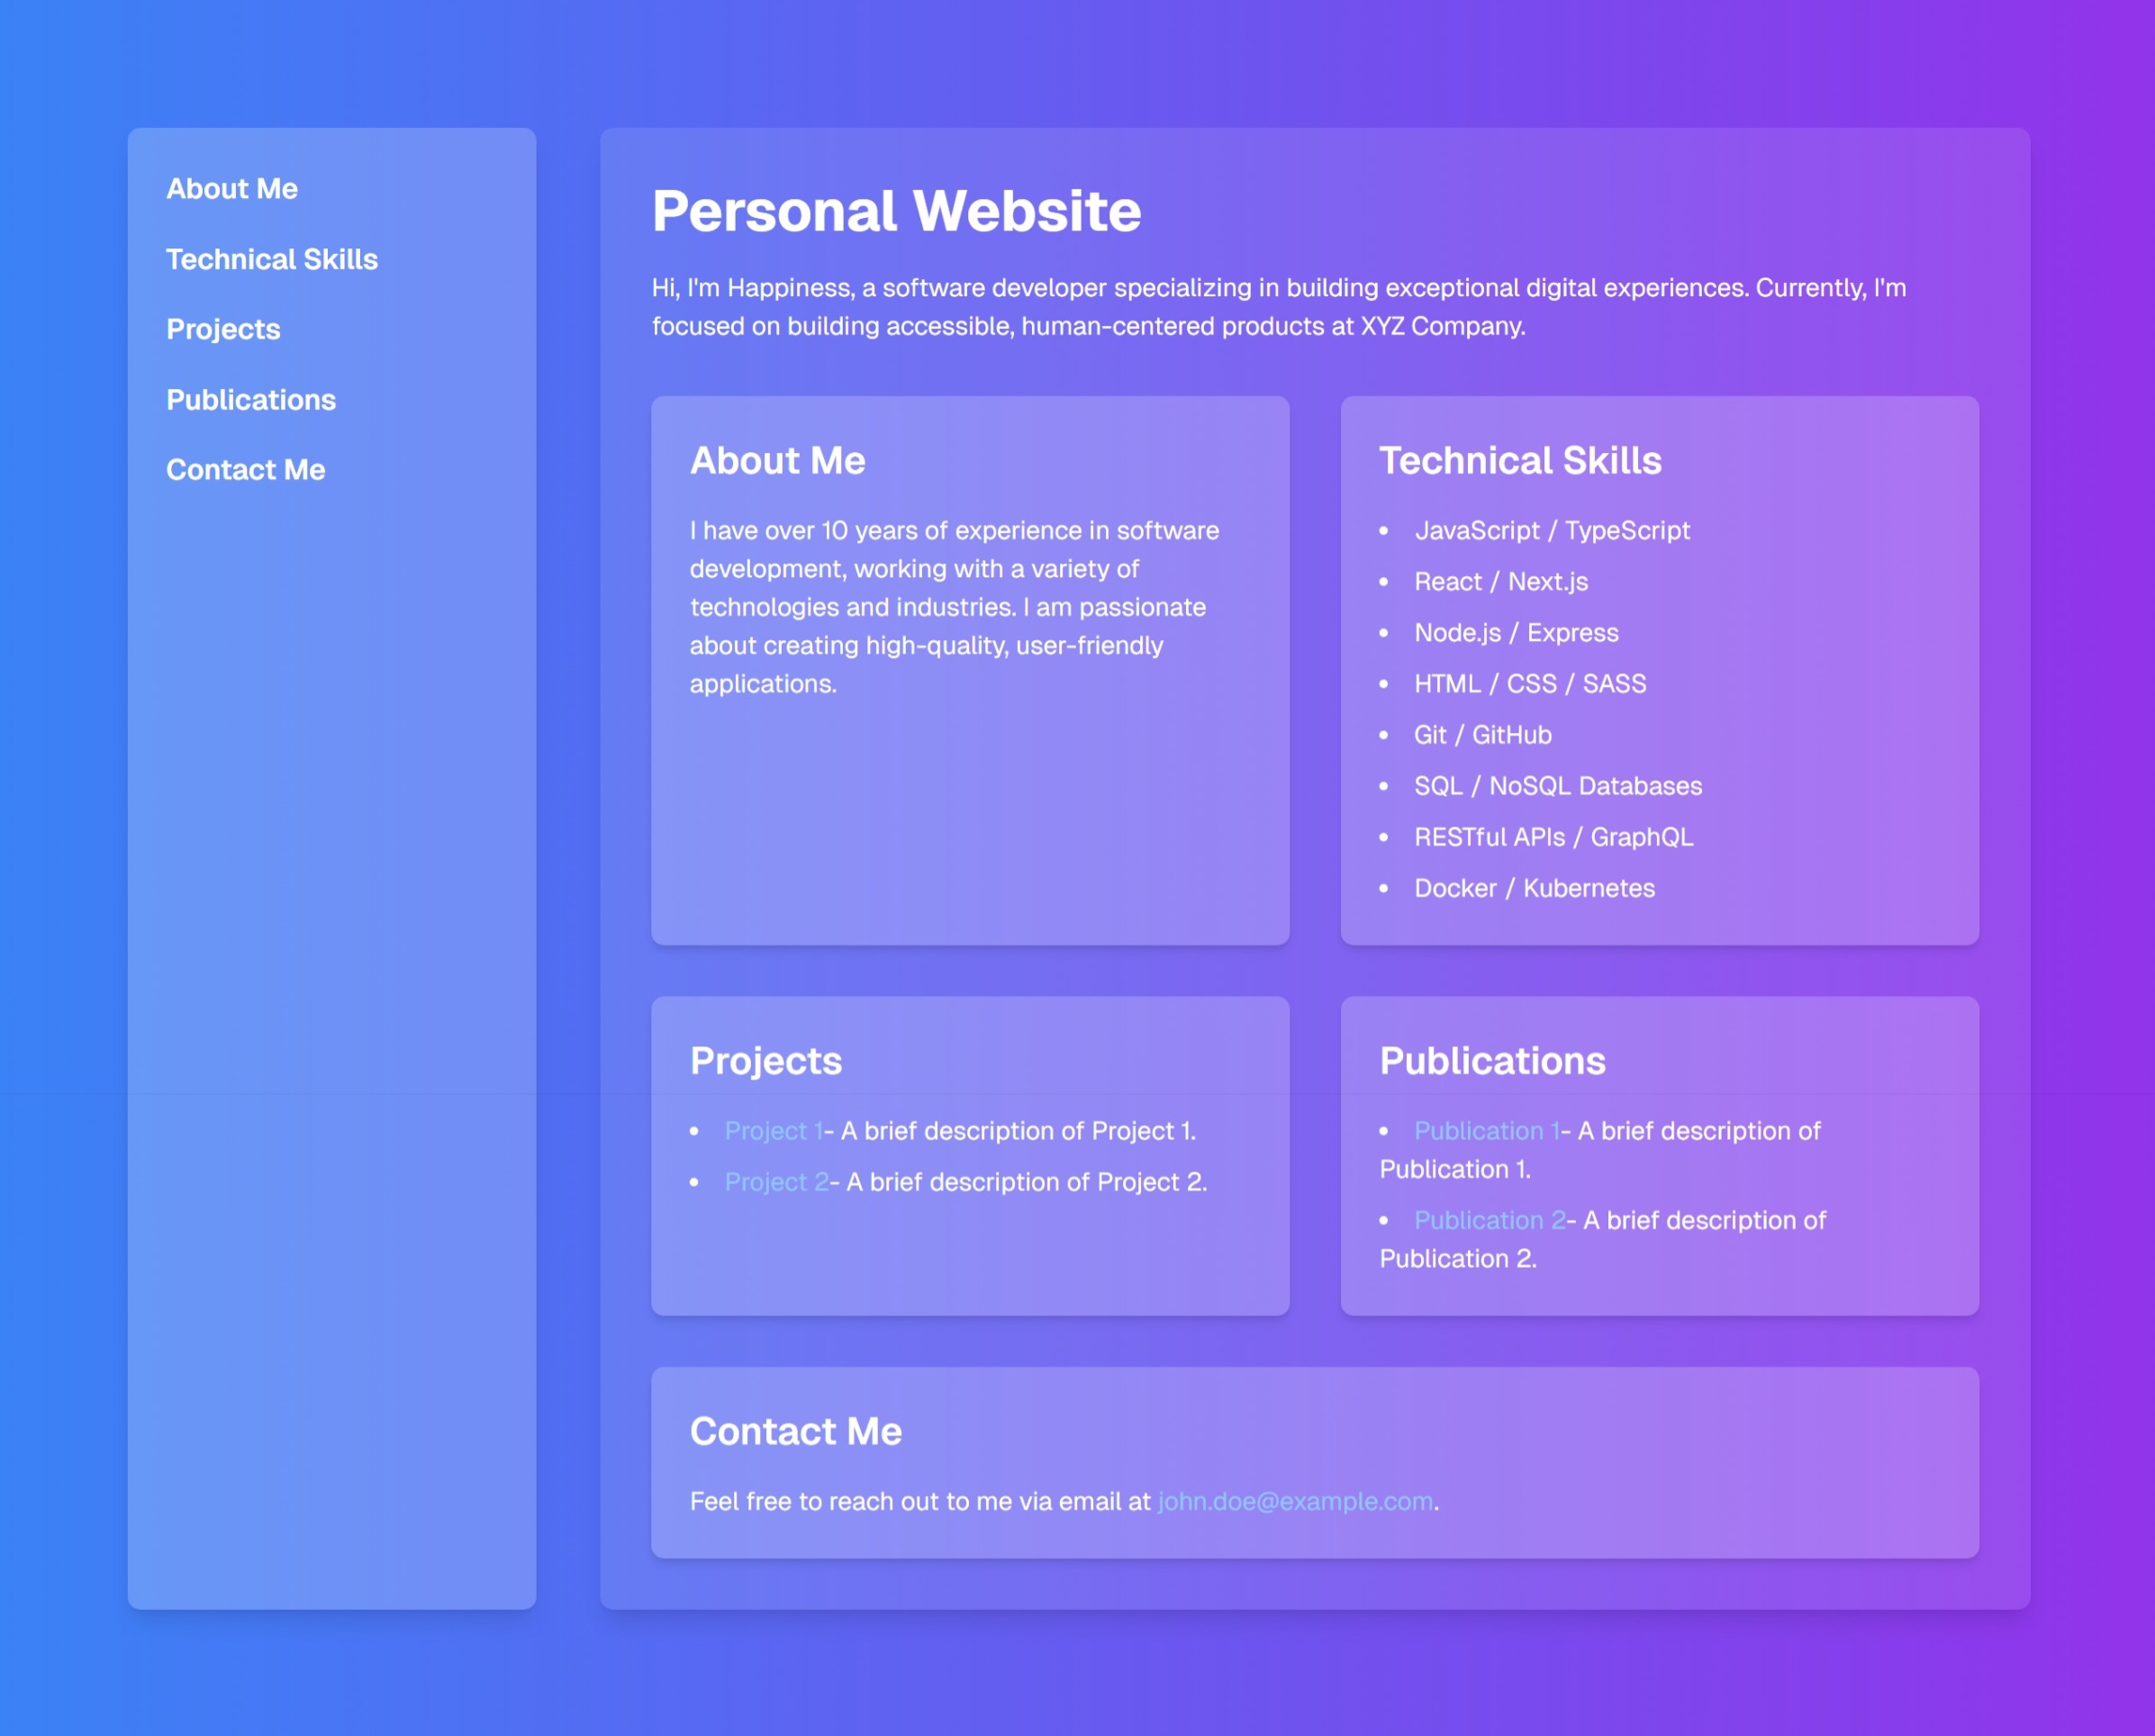 About Me
Technical Skills
Projects
Publications
Contact Me
Personal Website
Hi, I'm Happiness, a software developer specializing in building exceptional digital experiences. Currently, I'm
focused on building accessible, human-centered products at XYZ Company.
About Me
I have over 10 years of experience in software
development, working with a variety of
technologies and industries. I am passionate
about creating high-quality, user-friendly
applications.
Technical Skills
• JavaScript / TypeScript
• React / Next.js
• Node.js / Express
• HTML / CSS / SASS
• Git / GitHub
• SQL / NoSQL Databases
• RESTful APIs / GraphQL
• Docker / Kubernetes
Projects
• Project 1- A brief description of Project 1.
• Project 2- A brief description of Project 2.
Publications
• Publication 1- A brief description of
Publication 1.
• Publication 2- A brief description of
Publication 2.
Contact Me
Feel free to reach out to me via email at john.doe@example.com.